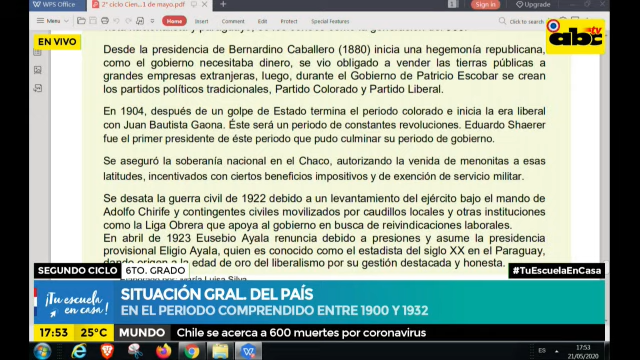 WPS Office
2° ciclo Cien...1 de mayo.pdf
Sign in
Upgrade
EN VIVO
abc tv
Desde la presidencia de Bernardino Caballero (1880) inicia una hegemonía republicana,
como el gobierno necesitaba dinero, se vio obligado a vender las tierras públicas a
grandes empresas extranjeras, luego, durante el Gobierno de Patricio Escobar se crean
los partidos políticos tradicionales, Partido Colorado y Partido Liberal.
En 1904, después de un golpe de Estado termina el periodo colorado e inicia la era liberal
con Juan Bautista Gaona. Éste será un periodo de constantes revoluciones. Eduardo Shaerer
fue el primer presidente de éste periodo que pudo culminar su periodo de gobierno.
Se aseguró la soberanía nacional en el Chaco, autorizando la venida de menonitas a esas
latitudes, incentivados con ciertos beneficios impositivos y de exención de servicio militar.
Se desata la guerra civil de 1922 debido a un levantamiento del ejército bajo el mando de
Adolfo Chirife y contingentes civiles movilizados por caudillos locales y otras instituciones
como la Liga Obrera que apoya al gobierno en busca de reivindicaciones laborales.
En abril de 1923 Eusebio Ayala renuncia debido a presiones y asume la presidencia
provisional Eligio Ayala, quien es conocido como el estadista del siglo XX en el Paraguay,
dando origen a la edad de oro del liberalismo por su gestión destacada y honesta.
SEGUNDO CICLO 6TO. GRADO
#TuEscuelaEnCasa
¡Tu escuela en casa!
SITUACIÓN GRAL. DEL PAÍS
EN EL PERIODO COMPRENDIDO ENTRE 1900 Y 1932
17:53 25°C MUNDO Chile se acerca a 600 muertes por coronavirus
ES
17:53
21/05/2020